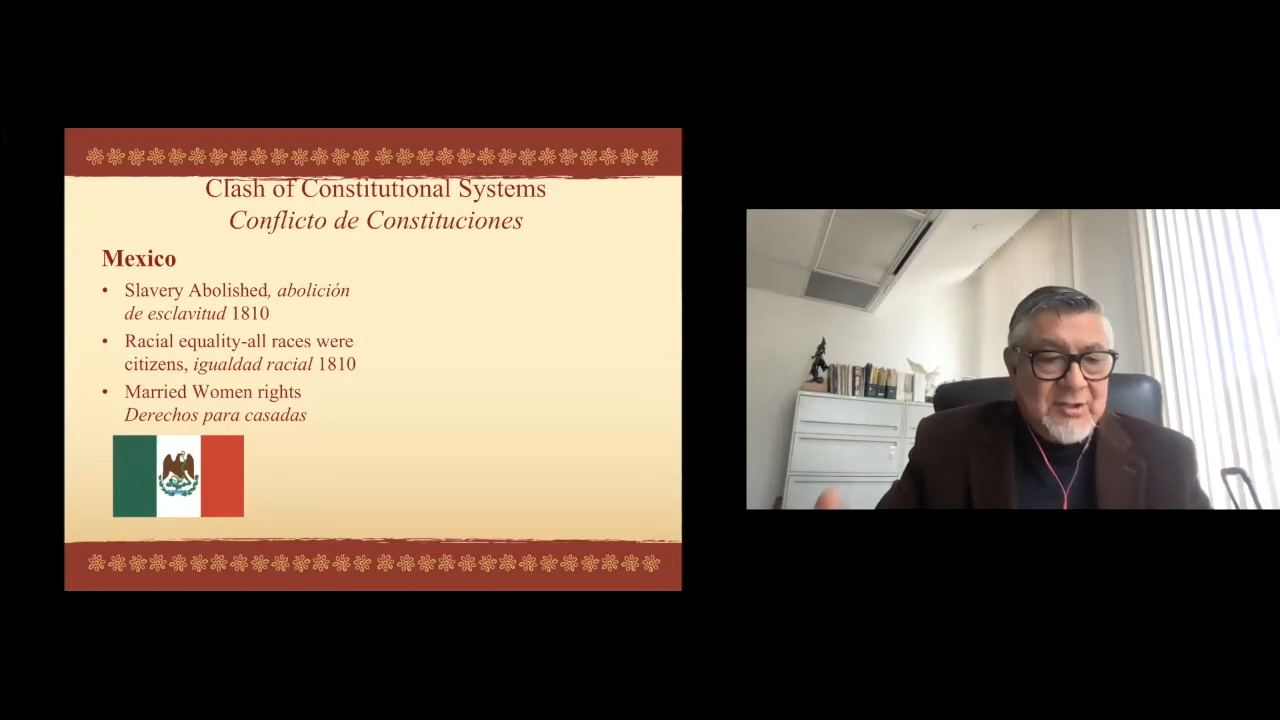 Clash of Constitutional Systems
Conflicto de Constituciones
Mexico
• Slavery Abolished, abolición
de esclavitud 1810
• Racial equality-all races were
citizens, igualdad racial 1810
• Married Women rights
Derechos para casadas